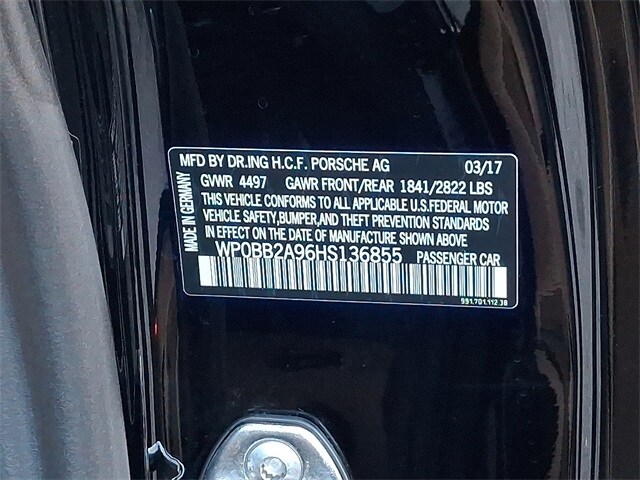 MFD BY DR.ING H.C.F. PORSCHE AG 03/17
GVWR 4497 GAWR FRONT/REAR 1841/2822 LBS
THIS VEHICLE CONFORMS TO ALL APPLICABLE U.S.FEDERAL MOTOR
VEHICLE SAFETY,BUMPER,AND THEFT PREVENTION STANDARDS
IN EFFECT ON THE DATE OF MANUFACTURE SHOWN ABOVE
WP0BB2A96HS136855 PASSENGER CAR
991.701.112.JB
MADE IN GERMANY